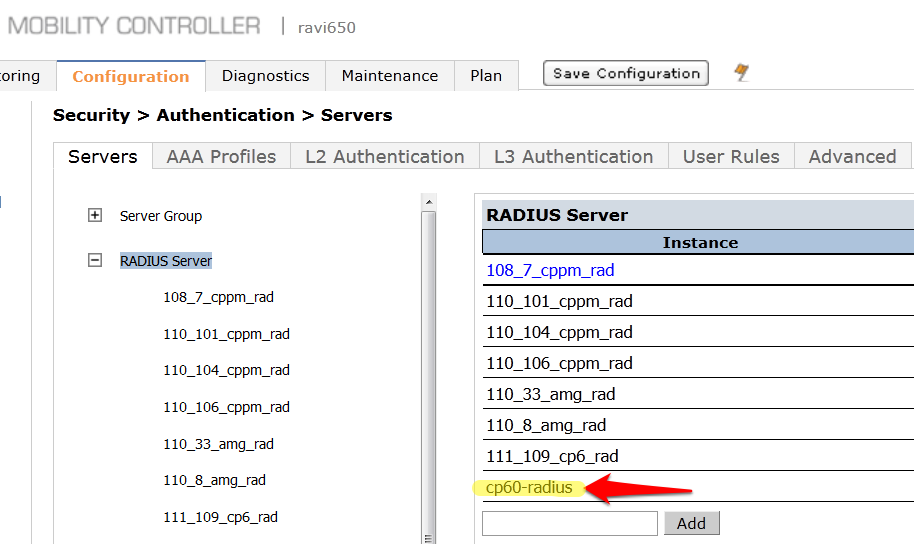 MOBILITY CONTROLLER | ravi650
toring Configuration Diagnostics Maintenance Plan Save Configuration
Security > Authentication > Servers
Servers AAA Profiles L2 Authentication L3 Authentication User Rules Advanced
Server Group
RADIUS Server
108_7_cppm_rad
110_101_cppm_rad
110_104_cppm_rad
110_106_cppm_rad
110_33_amg_rad
110_8_amg_rad
111_109_cp6_rad
RADIUS Server
Instance
108_7_cppm_rad
110_101_cppm_rad
110_104_cppm_rad
110_106_cppm_rad
110_33_amg_rad
110_8_amg_rad
111_109_cp6_rad
cp60-radius
Add